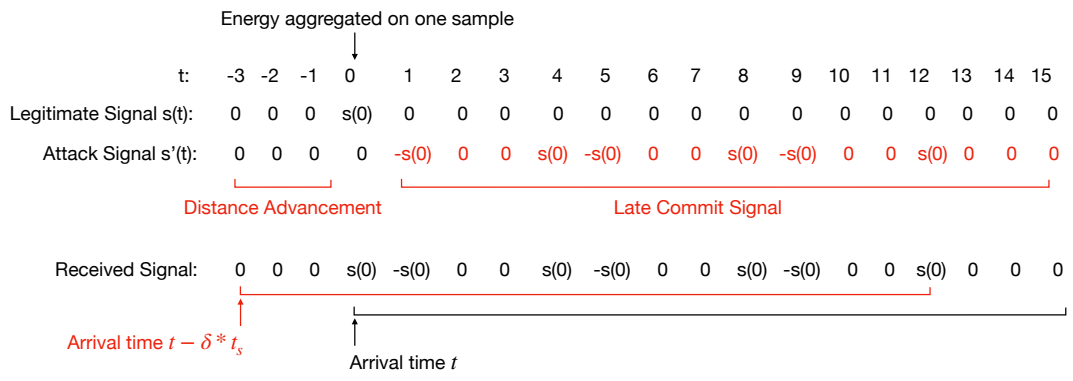 Energy aggregated on one sample
t: -3 -2 -1 0 1 2 3 4 5 6 7 8 9 10 11 12 13 14 15
Legitimate Signal s(t): 0 0 0 s(0) 0 0 0 0 0 0 0 0 0 0 0 0 0 0 0
Attack Signal s'(t): 0 0 0 0 -s(0) 0 0 s(0) -s(0) 0 0 s(0) -s(0) 0 0 s(0) 0 0 0
Distance Advancement Late Commit Signal
Received Signal: 0 0 0 s(0) -s(0) 0 0 s(0) -s(0) 0 0 s(0) -s(0) 0 0 s(0) 0 0 0
Arrival time t − δ * tₛ
Arrival time t